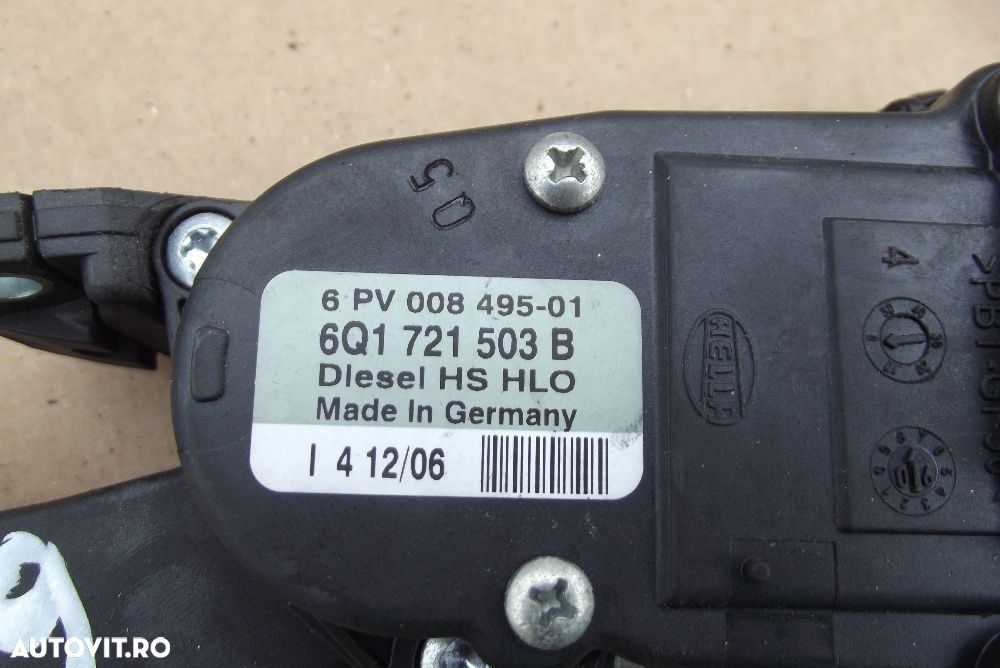 6 PV 008 495-01
6Q1 721 503 B
Diesel HS HLO
Made In Germany
I 4 12/06
HELLA
4
AUTOVIT.RO